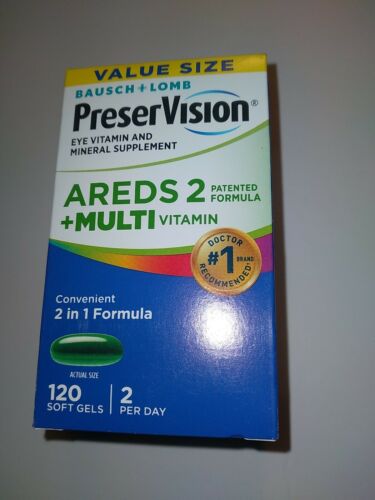 VALUE SIZE
BAUSCH + LOMB
PreserVision®
EYE VITAMIN AND
MINERAL SUPPLEMENT
AREDS 2 PATENTED
FORMULA
+MULTI VITAMIN
DOCTOR
#1 BRAND
RECOMMENDED
Convenient
2 in 1 Formula
ACTUAL SIZE
120 2
SOFT GELS PER DAY